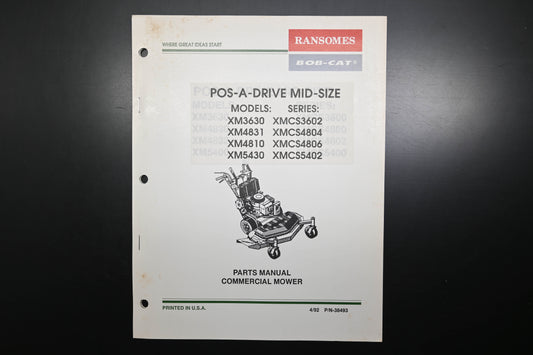 WHERE GREAT IDEAS START
RANSOMES
BOB-CAT®
POS-A-DRIVE MID-SIZE
MODELS: SERIES:
XM3630 XMCS3602
XM4831 XMCS4804
XM4810 XMCS4806
XM5430 XMCS5402
PARTS MANUAL
COMMERCIAL MOWER
PRINTED IN U.S.A.
4/92 P/N-38493